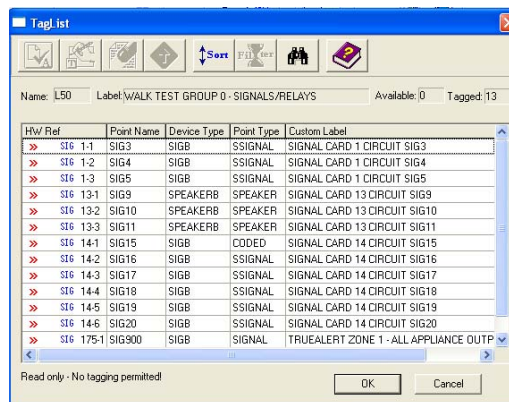 TagList
Sort Filter
Name: L50 Label: WALK TEST GROUP 0 - SIGNALS/RELAYS Available: 0 Tagged: 13
HW Ref Point Name Device Type Point Type Custom Label
» SIG 1-1 SIG3 SIGB SSIGNAL SIGNAL CARD 1 CIRCUIT SIG3
» SIG 1-2 SIG4 SIGB SSIGNAL SIGNAL CARD 1 CIRCUIT SIG4
» SIG 1-3 SIG5 SIGB SSIGNAL SIGNAL CARD 1 CIRCUIT SIG5
» SIG 13-1 SIG9 SPEAKERB SPEAKER SIGNAL CARD 13 CIRCUIT SIG9
» SIG 13-2 SIG10 SPEAKERB SPEAKER SIGNAL CARD 13 CIRCUIT SIG10
» SIG 13-3 SIG11 SPEAKERB SPEAKER SIGNAL CARD 13 CIRCUIT SIG11
» SIG 14-1 SIG15 SIGB CODED SIGNAL CARD 14 CIRCUIT SIG15
» SIG 14-2 SIG16 SIGB SSIGNAL SIGNAL CARD 14 CIRCUIT SIG16
» SIG 14-3 SIG17 SIGB SSIGNAL SIGNAL CARD 14 CIRCUIT SIG17
» SIG 14-4 SIG18 SIGB SSIGNAL SIGNAL CARD 14 CIRCUIT SIG18
» SIG 14-5 SIG19 SIGB SSIGNAL SIGNAL CARD 14 CIRCUIT SIG19
» SIG 14-6 SIG20 SIGB SSIGNAL SIGNAL CARD 14 CIRCUIT SIG20
» SIG 175-1 SIG900 SIGB SIGNAL TRUEALERT ZONE 1 - ALL APPLIANCE OUTP
Read only - No tagging permitted!
OK Cancel